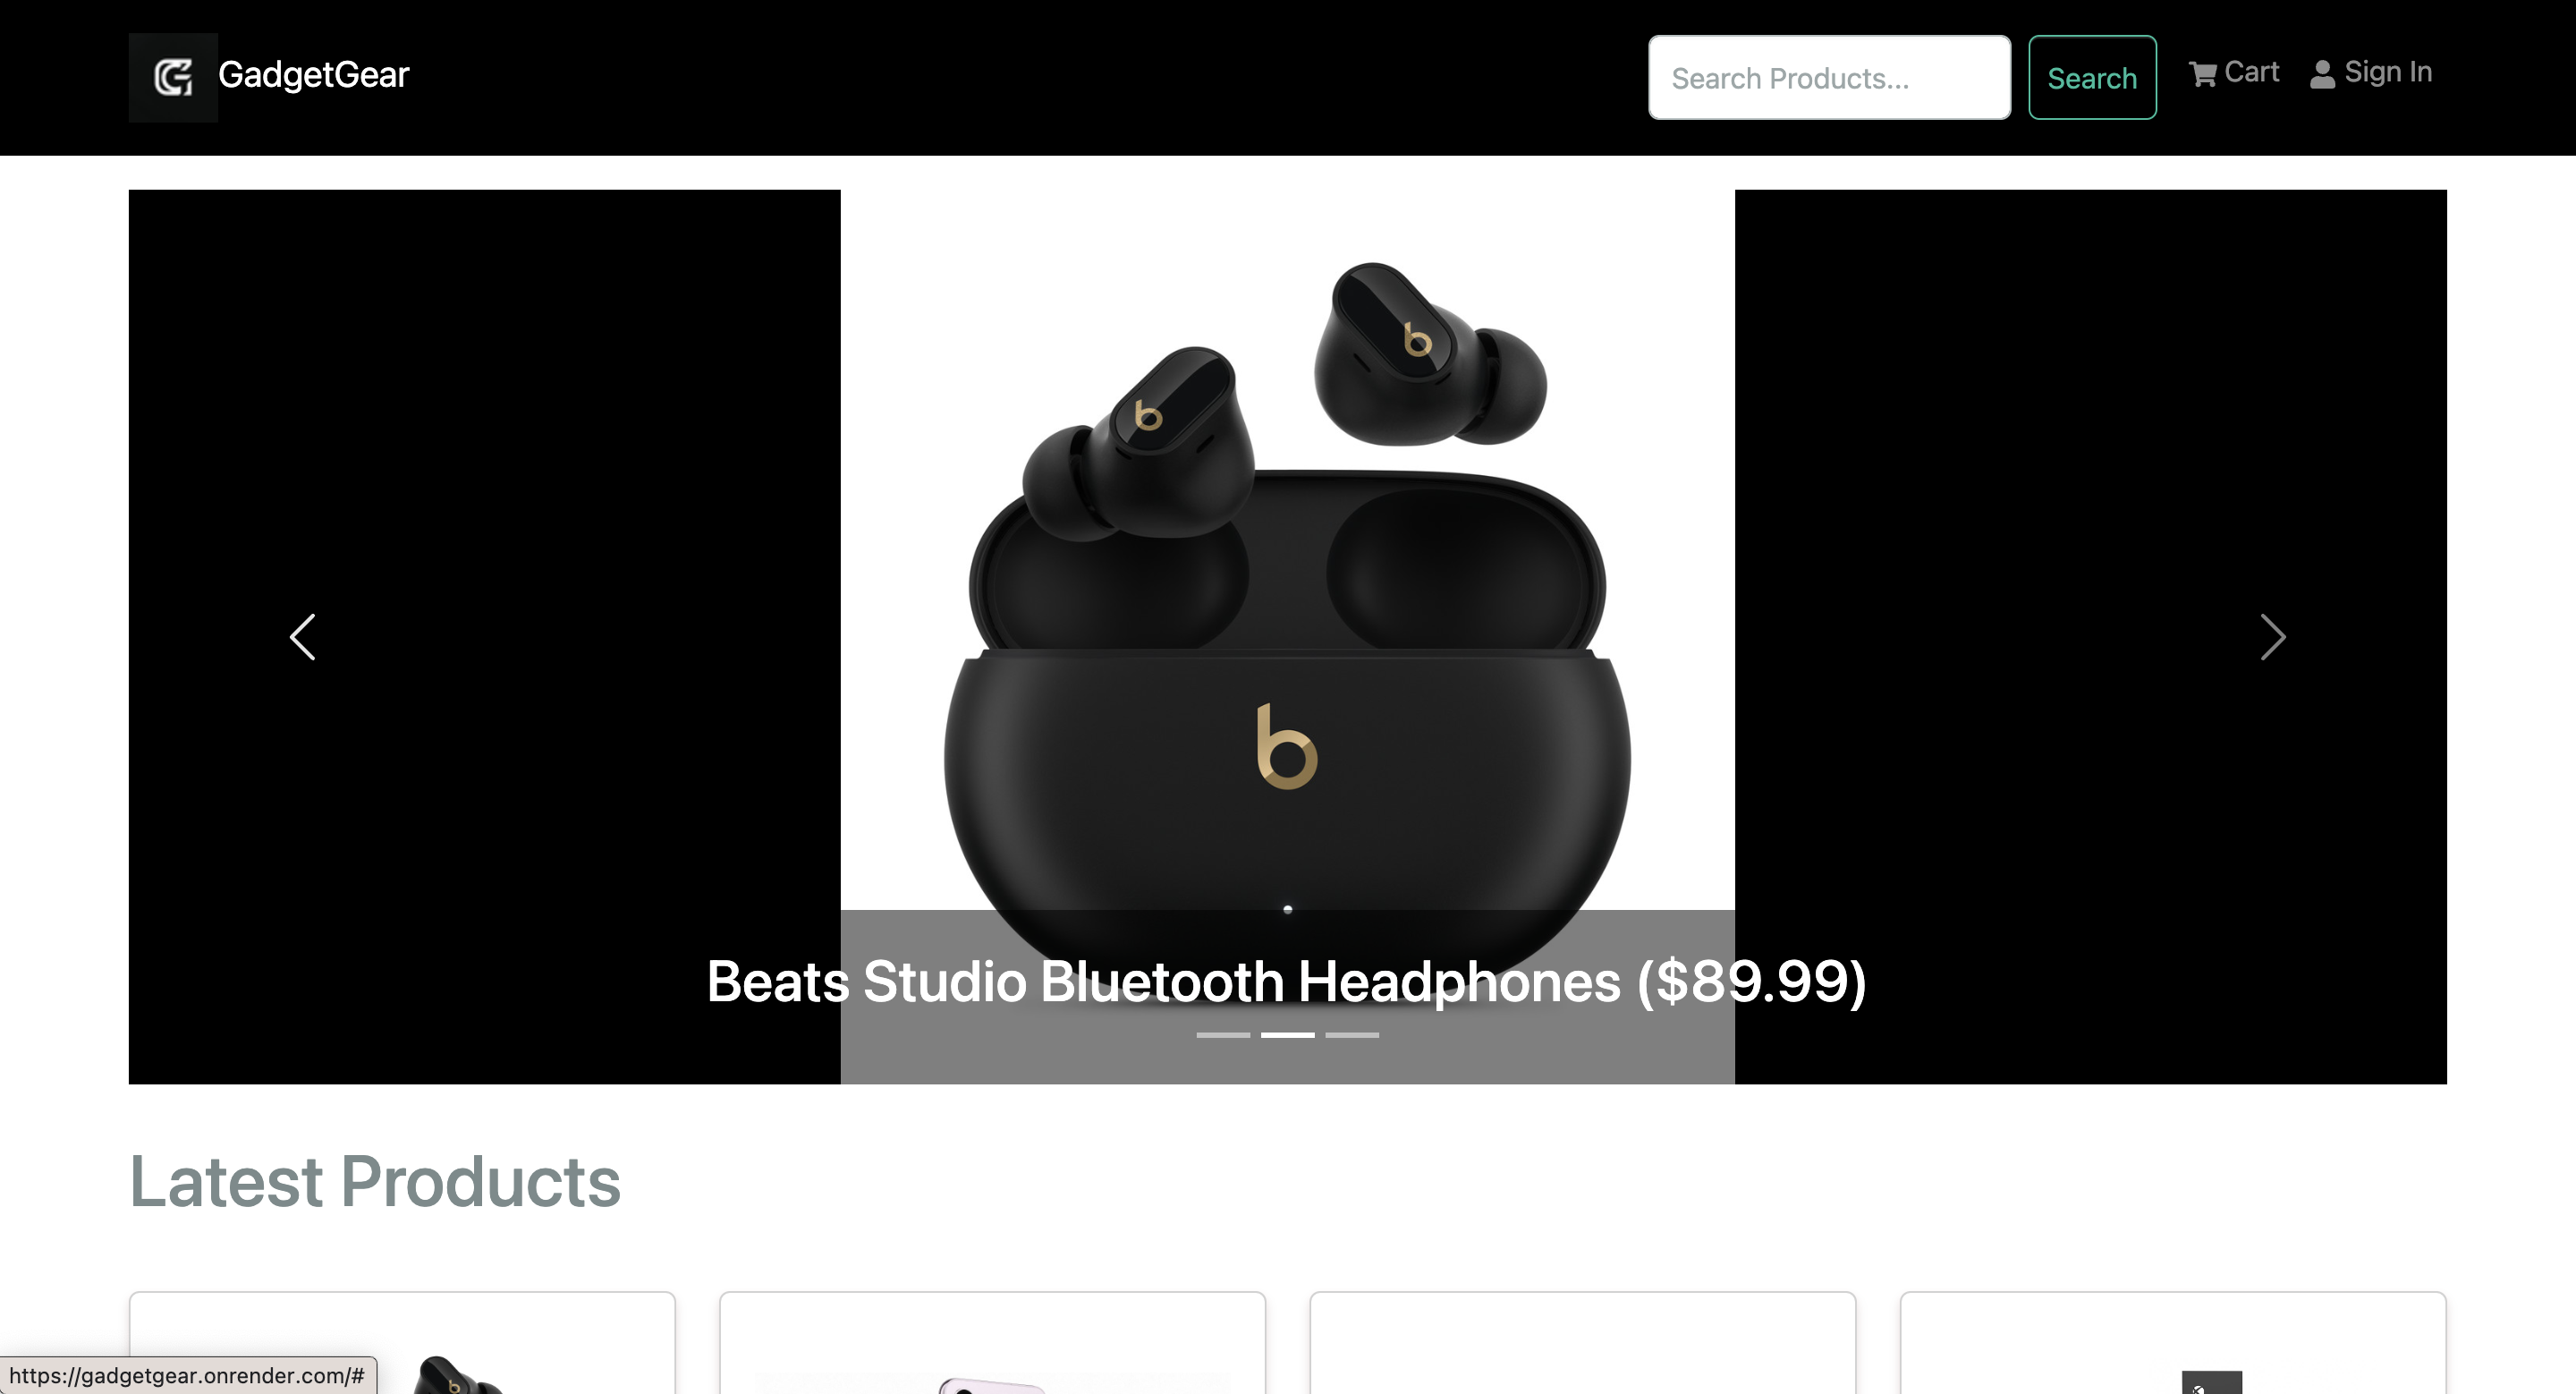 GadgetGear
Search Products...
Search
Cart
Sign In
Beats Studio Bluetooth Headphones ($89.99)
Latest Products
https://gadgetgear.onrender.com/#